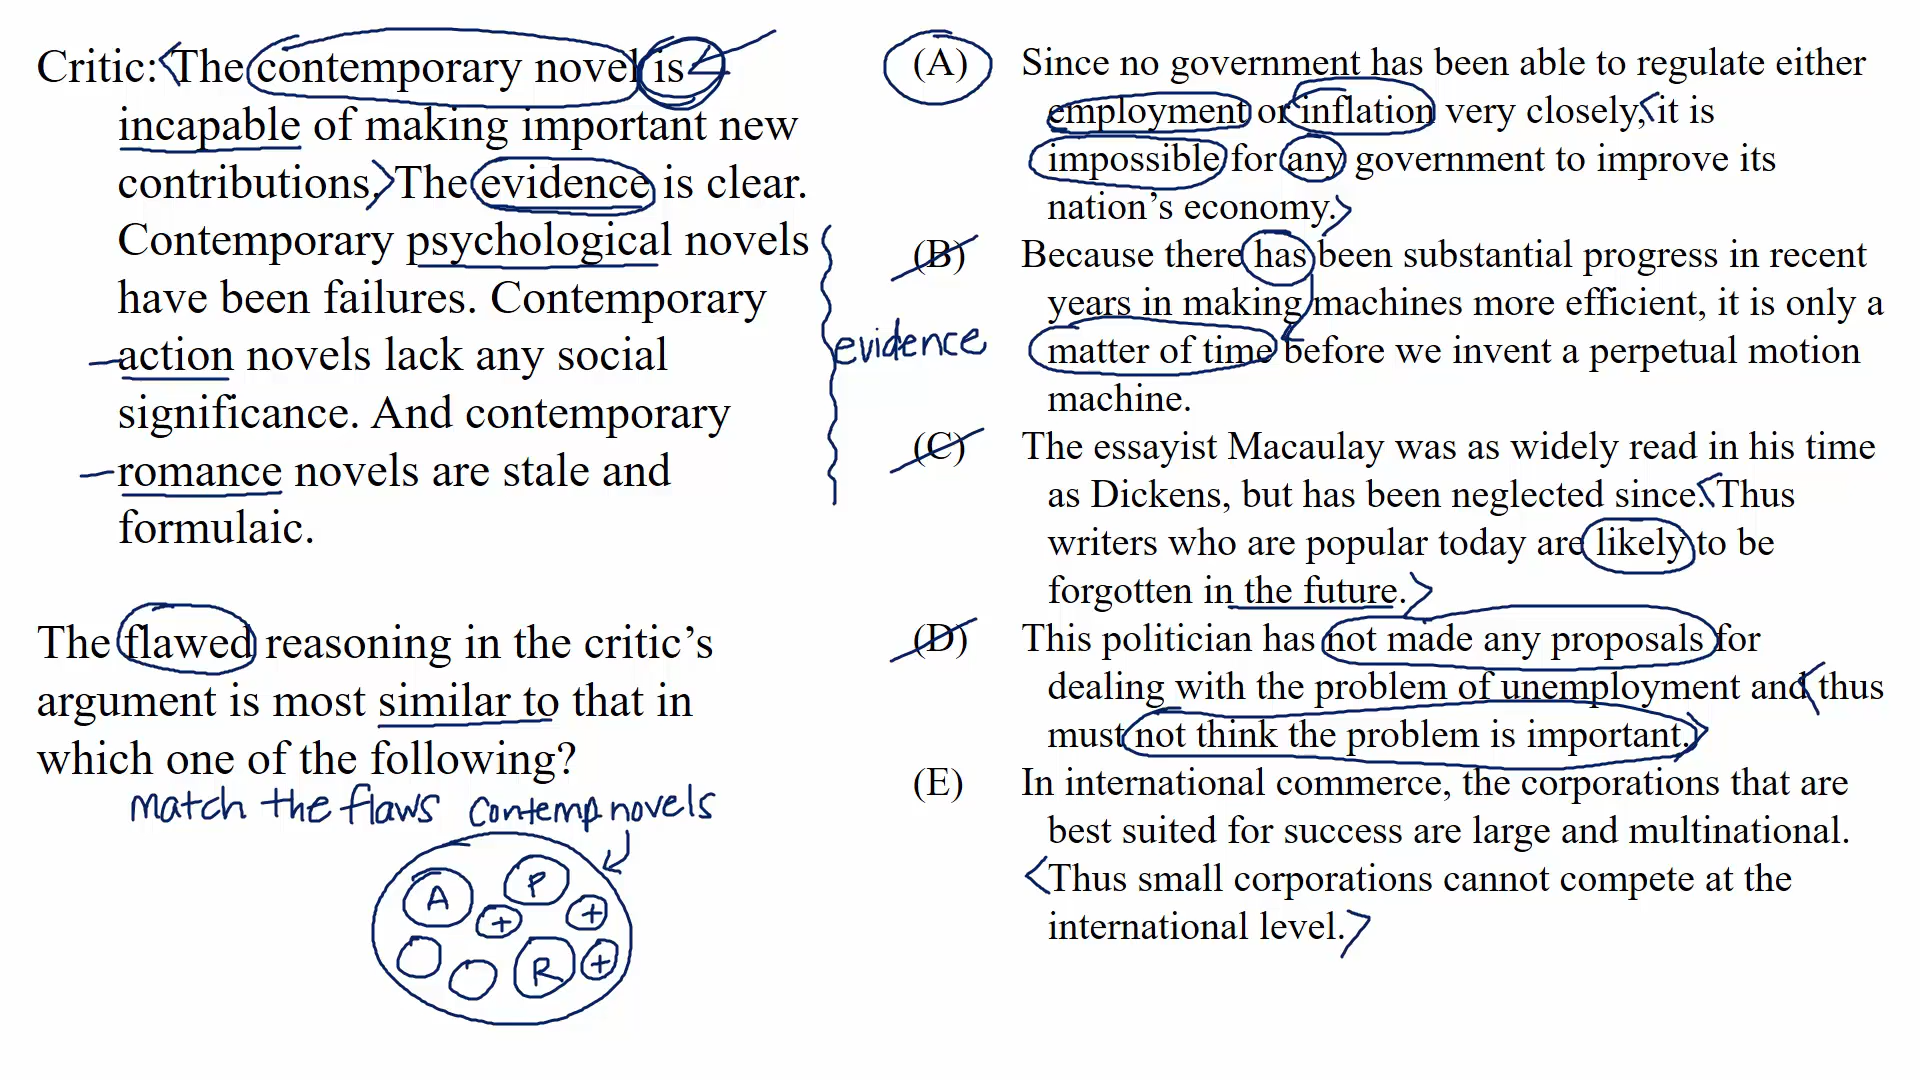 Critic: The contemporary novel is
incapable of making important new
contributions. The evidence is clear.
Contemporary psychological novels
have been failures. Contemporary
action novels lack any social
significance. And contemporary
romance novels are stale and
formulaic.
evidence
The flawed reasoning in the critic’s
argument is most similar to that in
which one of the following?
match the flaws
contemp. novels
A
P
+
+
R
+
(A) Since no government has been able to regulate either
employment or inflation very closely, it is
impossible for any government to improve its
nation’s economy.
(B) Because there has been substantial progress in recent
years in making machines more efficient, it is only a
matter of time before we invent a perpetual motion
machine.
(C) The essayist Macaulay was as widely read in his time
as Dickens, but has been neglected since. Thus
writers who are popular today are likely to be
forgotten in the future.
(D) This politician has not made any proposals for
dealing with the problem of unemployment and thus
must not think the problem is important.
(E) In international commerce, the corporations that are
best suited for success are large and multinational.
Thus small corporations cannot compete at the
international level.